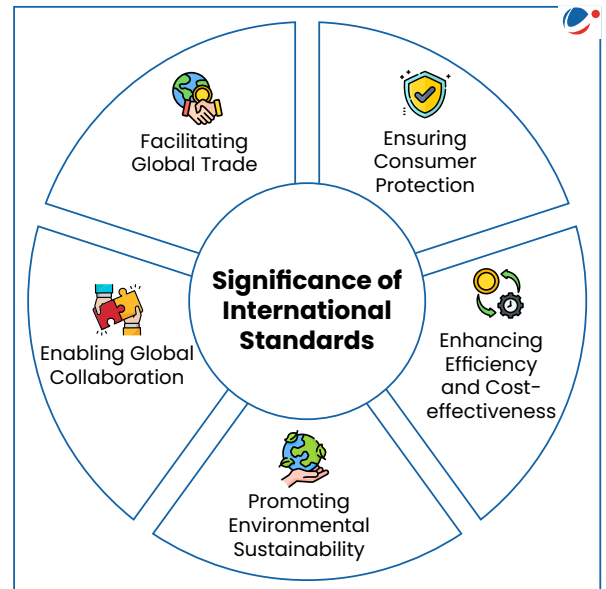 Significance of
International
Standards
Facilitating
Global Trade
Ensuring
Consumer
Protection
Enhancing
Efficiency
and Cost-
effectiveness
Promoting
Environmental
Sustainability
Enabling Global
Collaboration